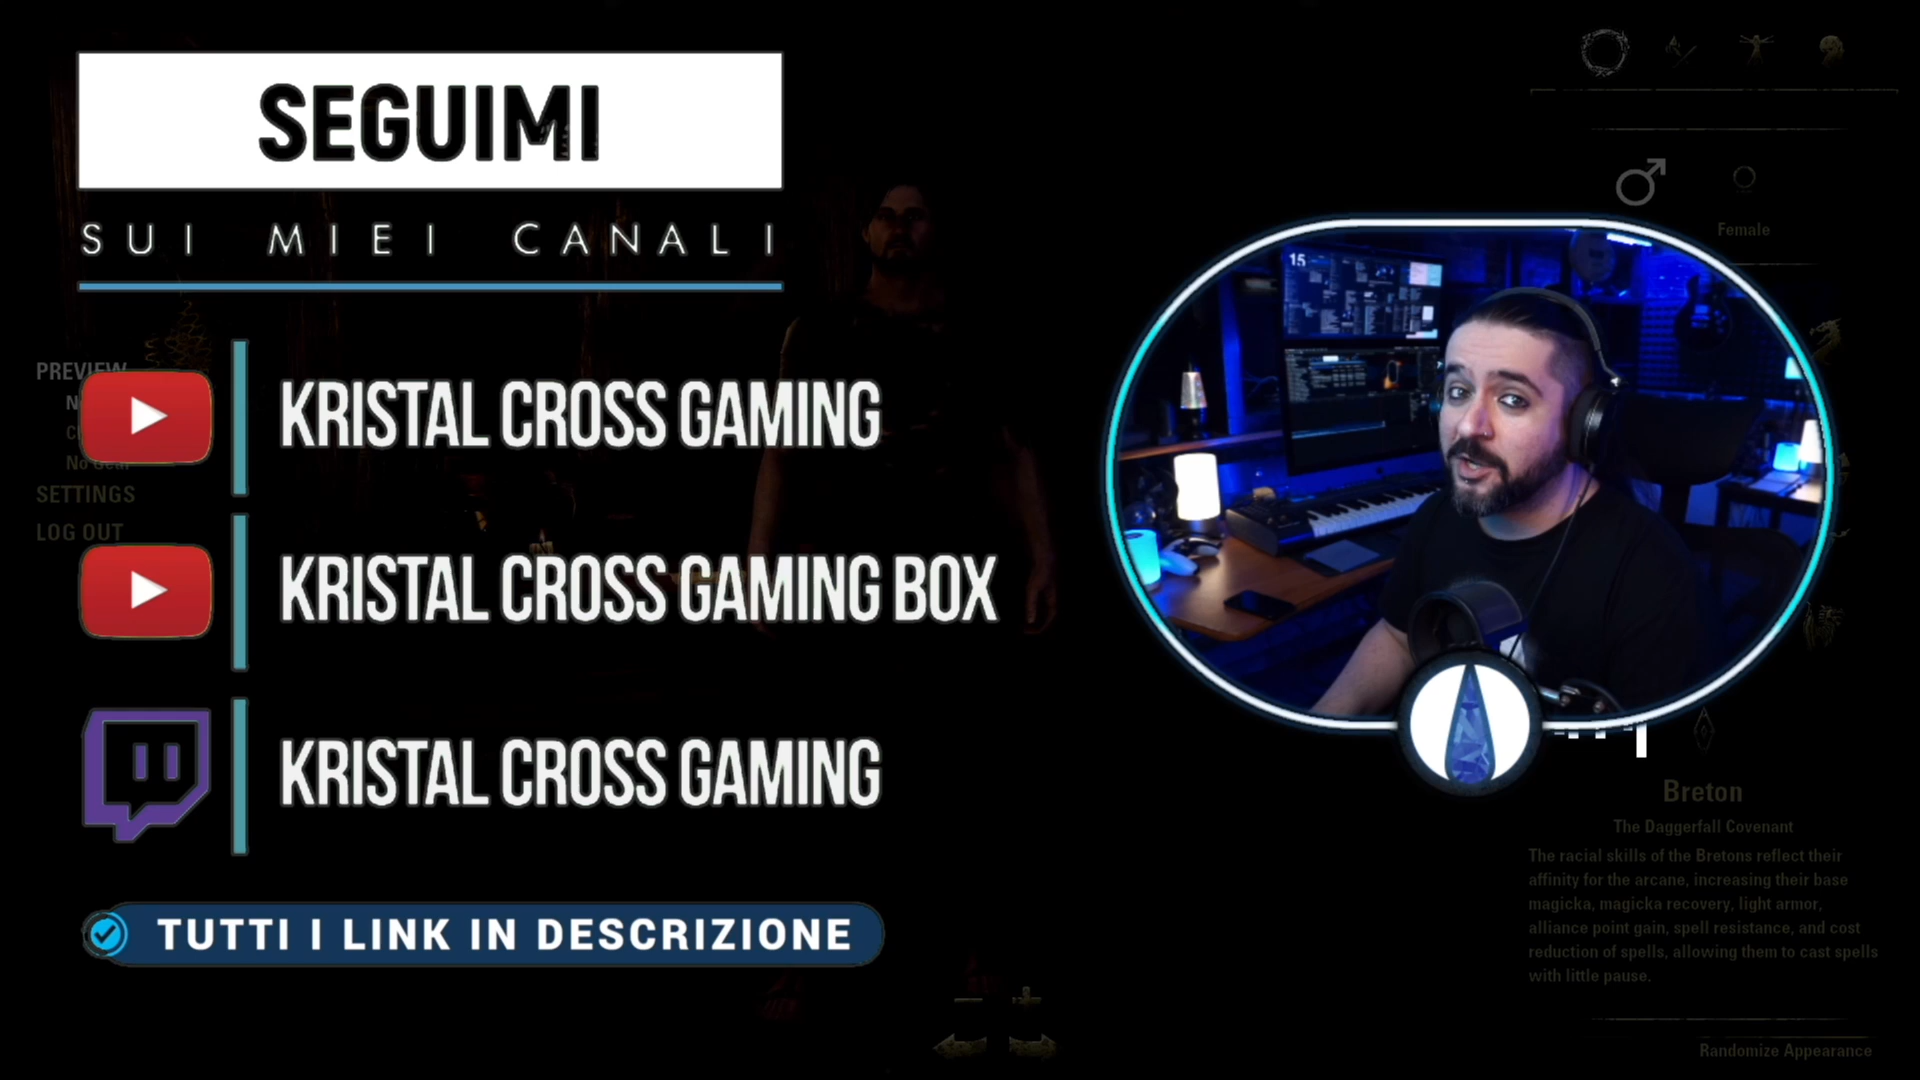 SEGUIMI
SUI MIEI CANALI
PREVIEW
No Gear
SETTINGS
LOG OUT
KRISTAL CROSS GAMING
KRISTAL CROSS GAMING BOX
KRISTAL CROSS GAMING
TUTTI I LINK IN DESCRIZIONE
15
Female
Breton
The Daggerfall Covenant
The racial skills of the Bretons reflect their
affinity for the arcane, increasing their base
magicka, magicka recovery, light armor,
alliance point gain, spell resistance, and cost
reduction of spells, allowing them to cast spells
with little pause.
Randomize Appearance